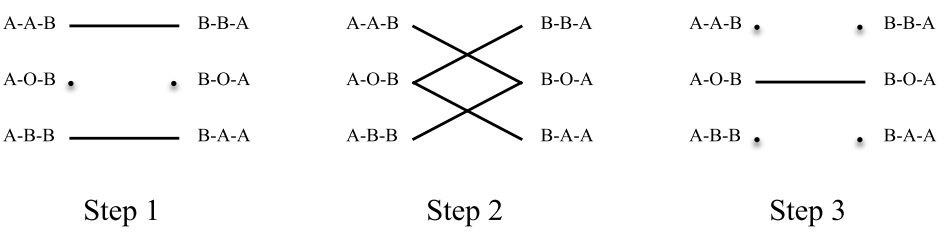 A-A-B B-B-A A-A-B B-B-A A-A-B B-B-A
A-O-B B-O-A A-O-B B-O-A A-O-B B-O-A
A-B-B B-A-A A-B-B B-A-A A-B-B B-A-A
Step 1 Step 2 Step 3